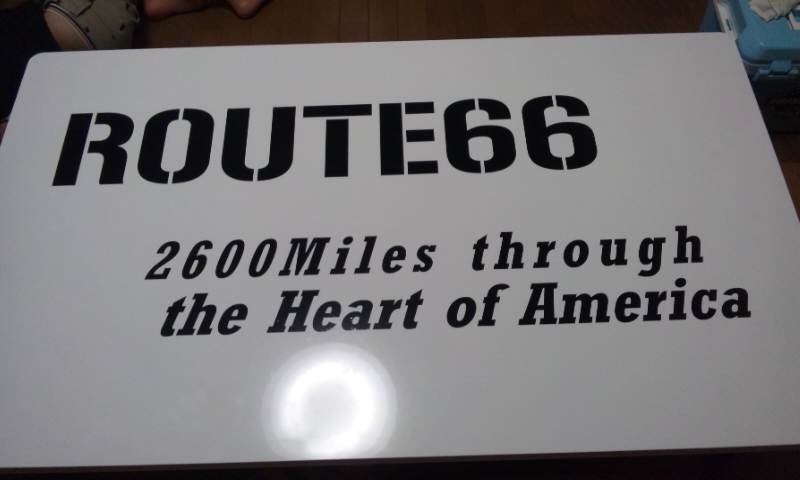 ROUTE66
2600Miles through
the Heart of America